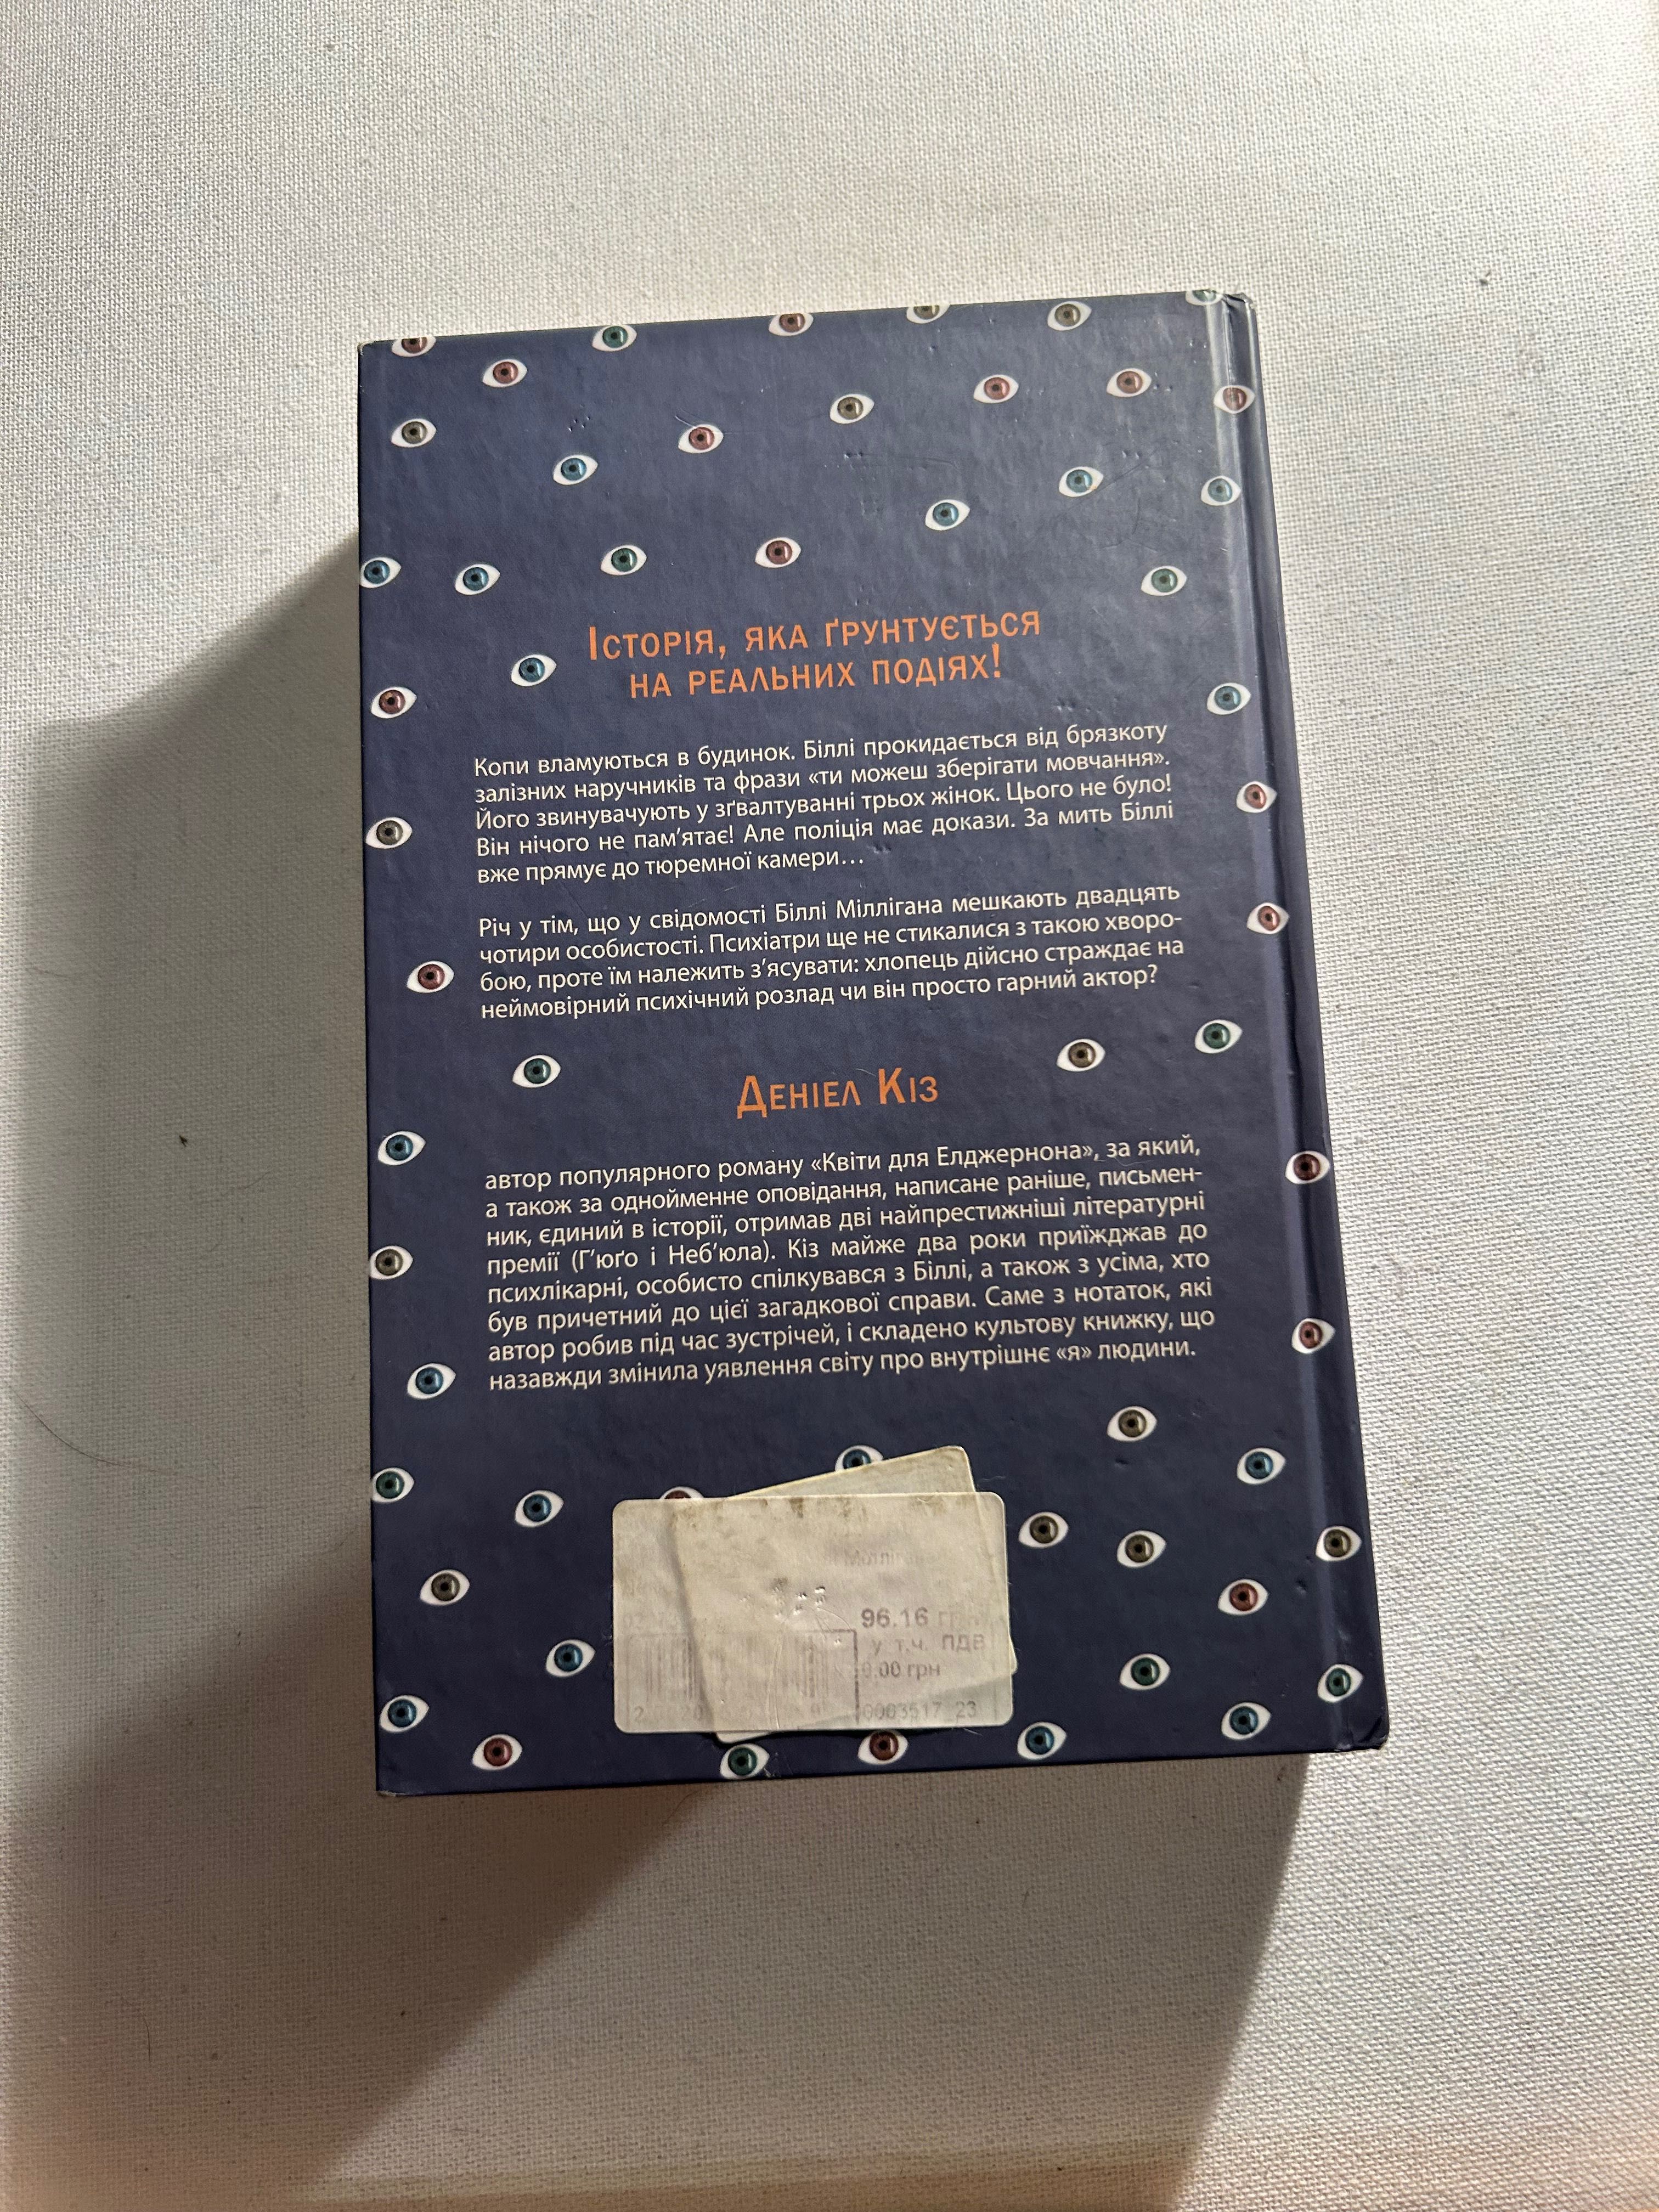 Історія, яка ґрунтується
на реальних подіях!
Копи вламуються в будинок. Біллі прокидається від брязкоту
залізних наручників та фрази «ти можеш зберігати мовчання».
Його звинувачують у зґвалтуванні трьох жінок. Цього не було!
Він нічого не пам’ятає! Але поліція має докази. За мить Біллі
вже прямує до тюремної камери...
Річ у тім, що у свідомості Біллі Міллігана мешкають двадцять
чотири особистості. Психіатри ще не стикалися з такою хворо-
бою, проте їм належить з’ясувати: хлопець дійсно страждає на
неймовірний психічний розлад чи він просто гарний актор?
Деніел Кіз
автор популярного роману «Квіти для Елджернона», за який,
а також за однойменне оповідання, написане раніше, письмен-
ник, єдиний в історії, отримав дві найпрестижніші літературні
премії (Г’юґо і Неб’юла). Кіз майже два роки приїжджав до
психлікарні, особисто спілкувався з Біллі, а також з усіма, хто
був причетний до цієї загадкової справи. Саме з нотаток, які
автор робив під час зустрічей, і складено культову книжку, що
назавжди змінила уявлення світу про внутрішнє «я» людини.
96.16 грн
у т.ч. ПДВ
0.00 грн
0003517 23